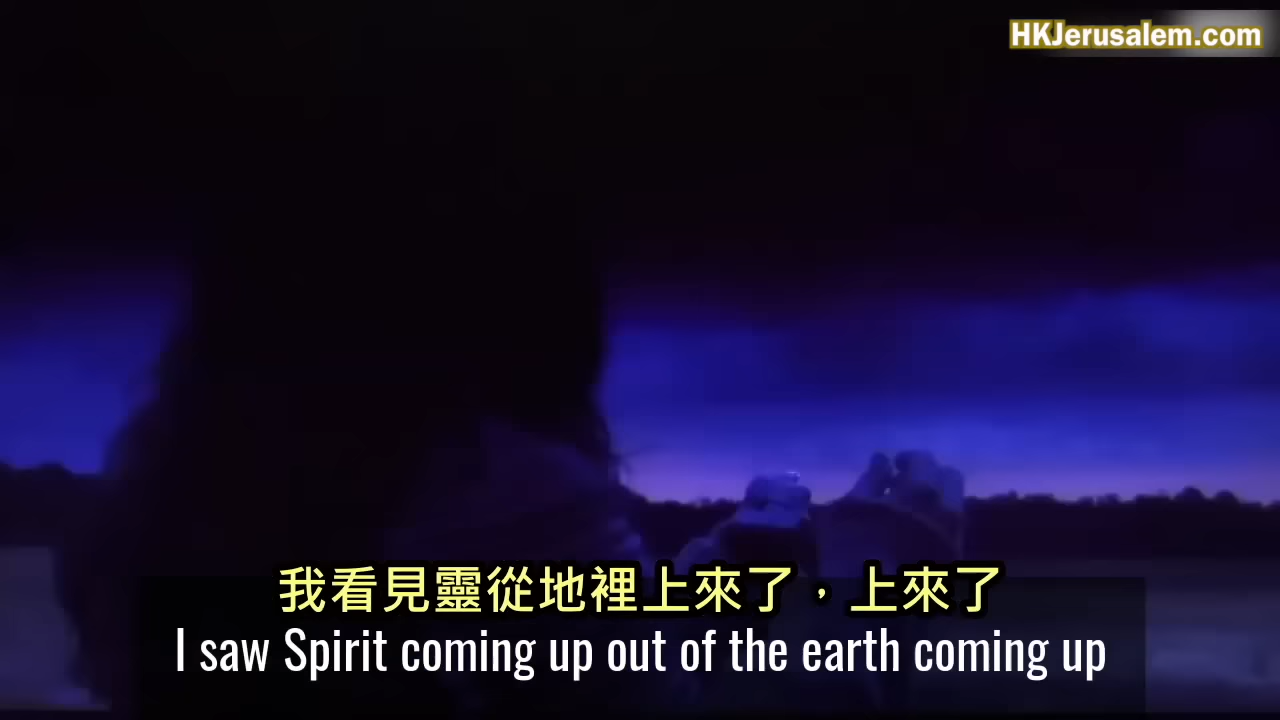 HKJerusalem.com
我看見靈從地裡上來了，上來了
I saw Spirit coming up out of the earth coming up